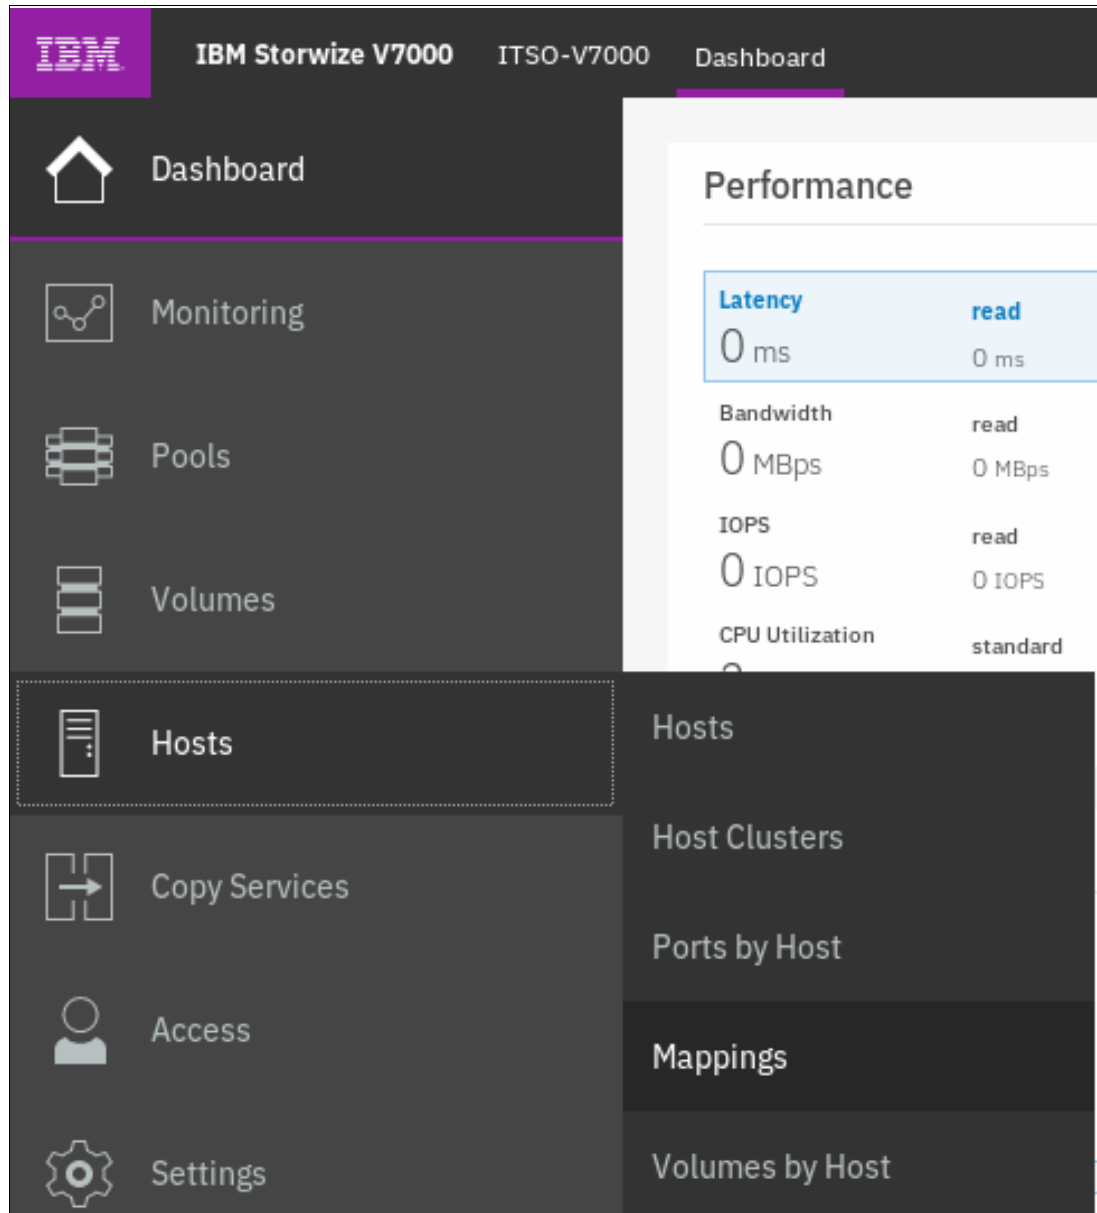 IBM. IBM Storwize V7000 ITSO-V7000 Dashboard
Dashboard
Monitoring
Pools
Volumes
Hosts
Copy Services
Access
Settings
Performance
Latency read
0 ms 0 ms
Bandwidth read
0 MBps 0 MBps
IOPS read
0 IOPS 0 IOPS
CPU Utilization standard
Hosts
Host Clusters
Ports by Host
Mappings
Volumes by Host